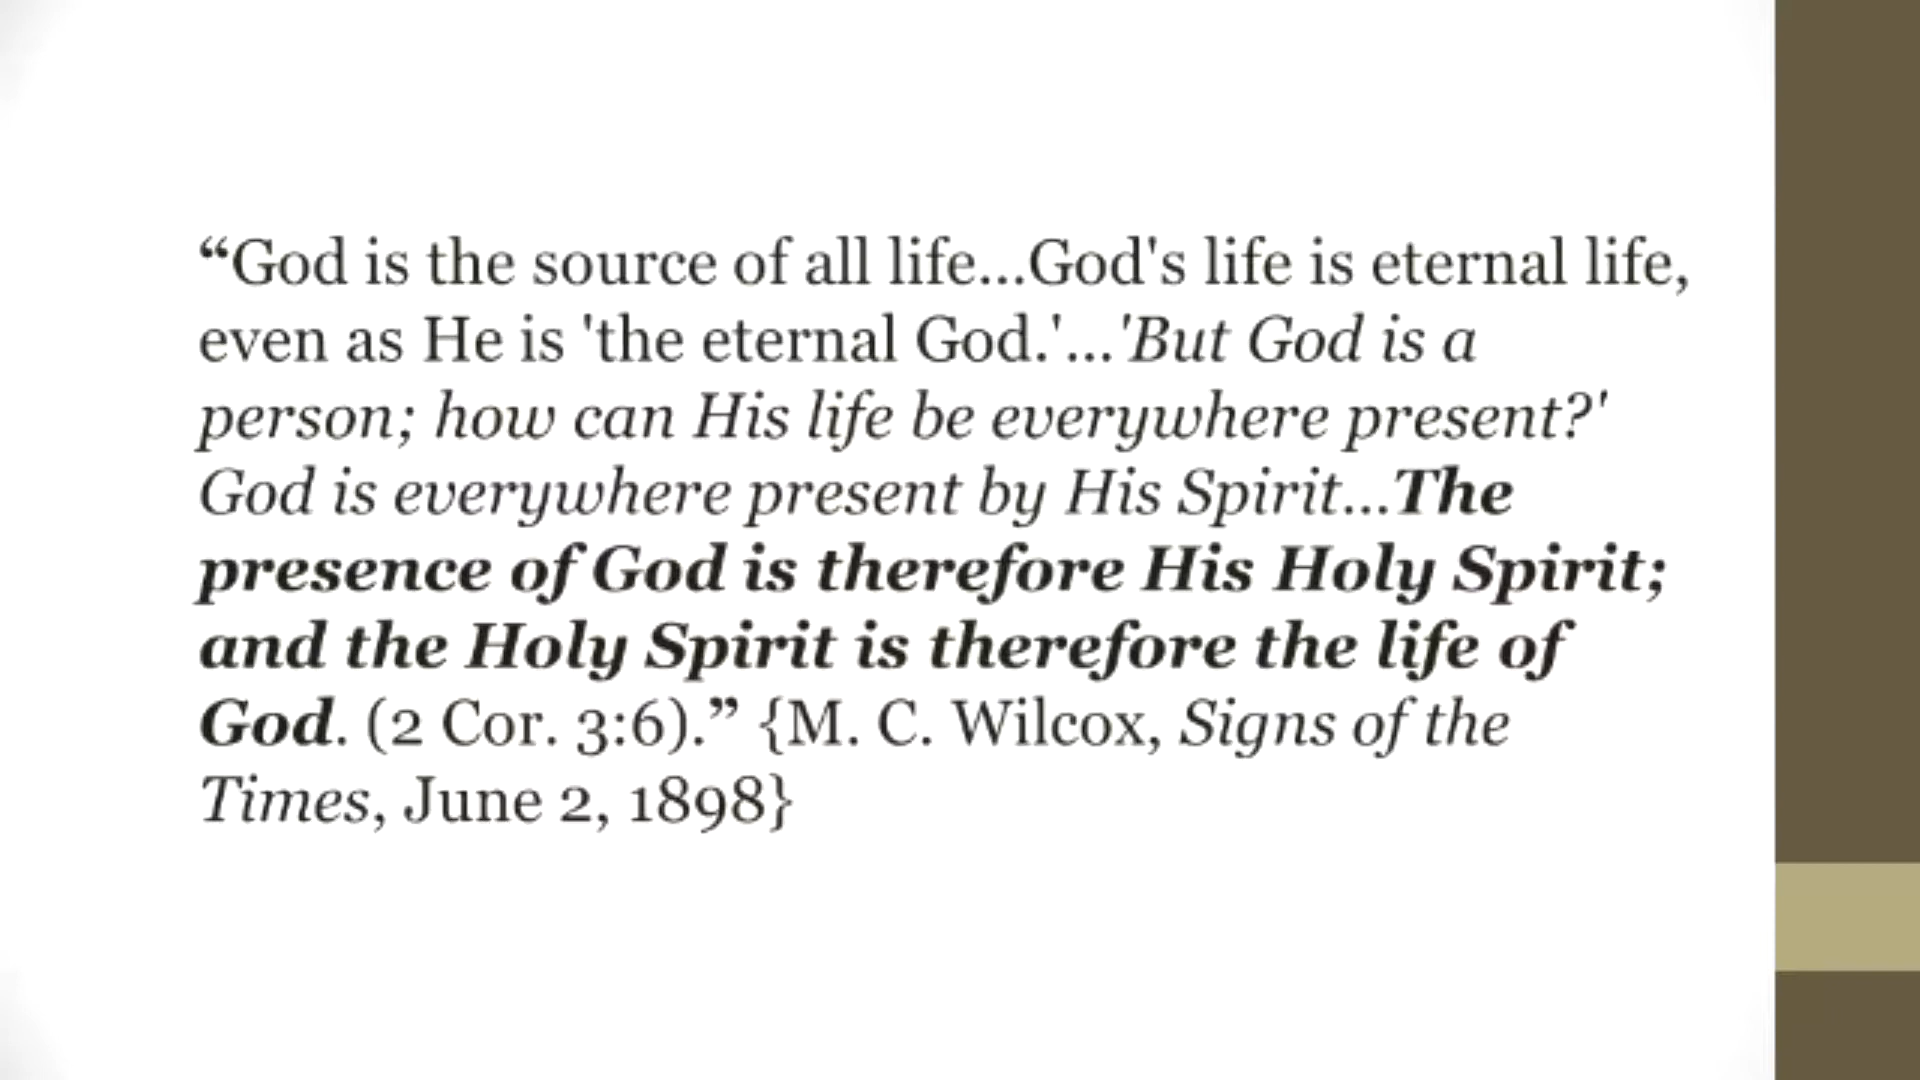 “God is the source of all life...God's life is eternal life,
even as He is 'the eternal God.'...'But God is a
person; how can His life be everywhere present?'
God is everywhere present by His Spirit...The
presence of God is therefore His Holy Spirit;
and the Holy Spirit is therefore the life of
God. (2 Cor. 3:6).” {M. C. Wilcox, Signs of the
Times, June 2, 1898}